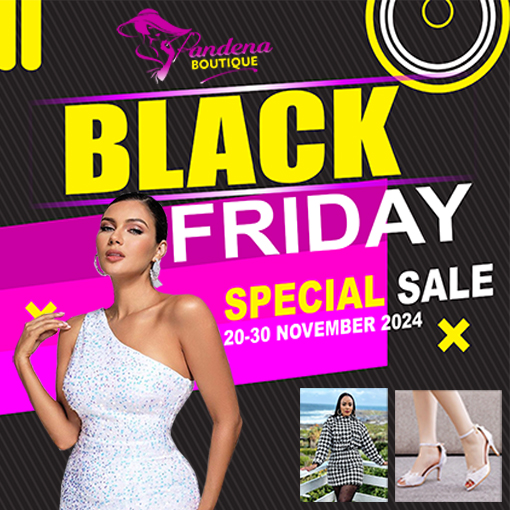 Pandena
BOUTIQUE
BLACK
FRIDAY
SPECIAL SALE
20-30 NOVEMBER 2024